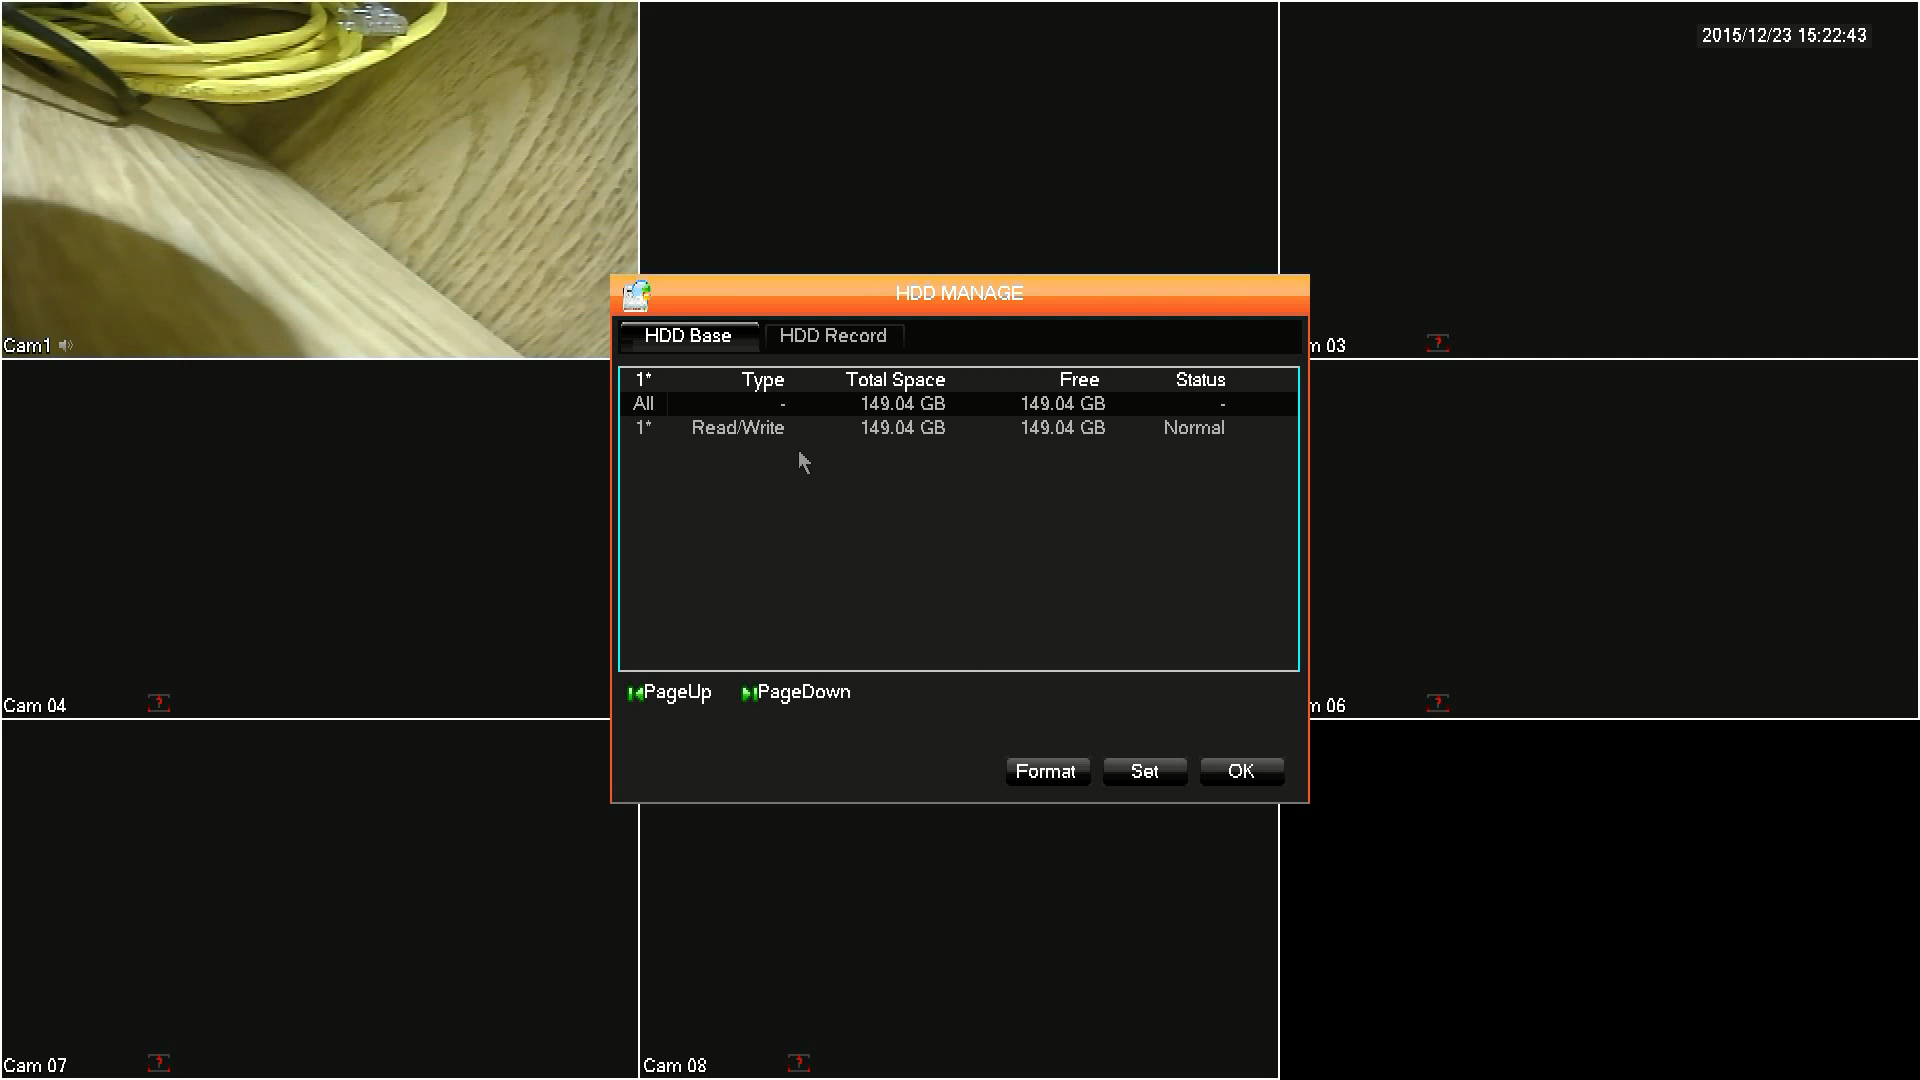 2015/12/23 15:22:43
HDD MANAGE
HDD Base HDD Record
Cam1
m 03
1* Type Total Space Free Status
All - 149.04 GB 149.04 GB -
1* Read/Write 149.04 GB 149.04 GB Normal
PageUp PageDown
Cam 04
?
m 06
?
Format Set OK
Cam 07
?
Cam 08
?
?